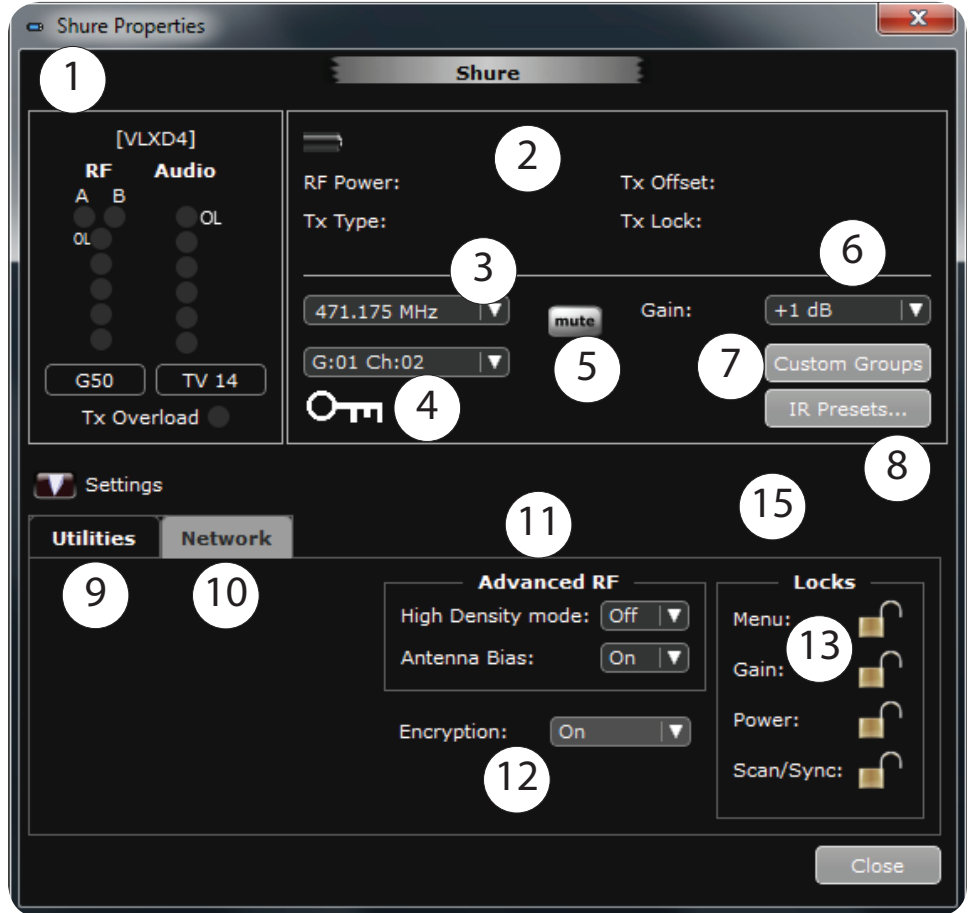 Shure Properties
x
1
Shure
[VLXD4]
RF Audio
A B
OL
OL
G50 TV 14
Tx Overload
2
RF Power: Tx Offset:
Tx Type: Tx Lock:
3
6
471.175 MHz mute Gain: +1 dB
G:01 Ch:02 5 7 Custom Groups
4 IR Presets...
8
Settings
15
11
Utilities Network
9 10
Advanced RF
High Density mode: Off
Antenna Bias: On
Encryption: On
12
Locks
Menu:
13
Gain:
Power:
Scan/Sync:
Close